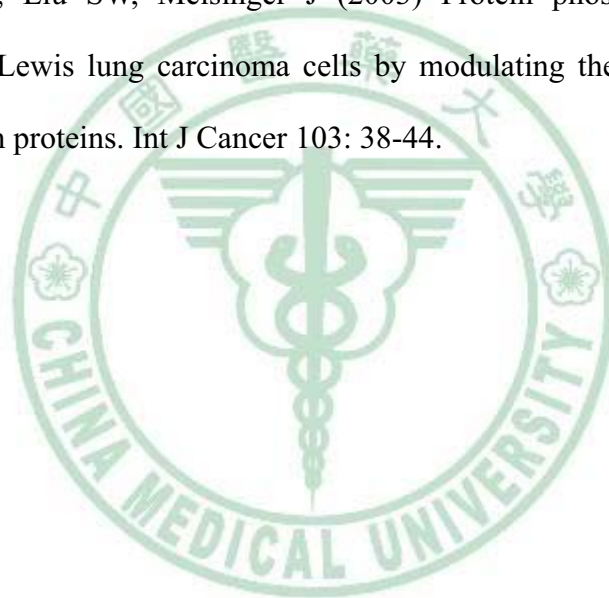 , Liu SW, Meisinger J (2003) Protein phos
Lewis lung carcinoma cells by modulating the
n proteins. Int J Cancer 103: 38-44.
中國醫藥大學
CHINA MEDICAL UNIVERSITY